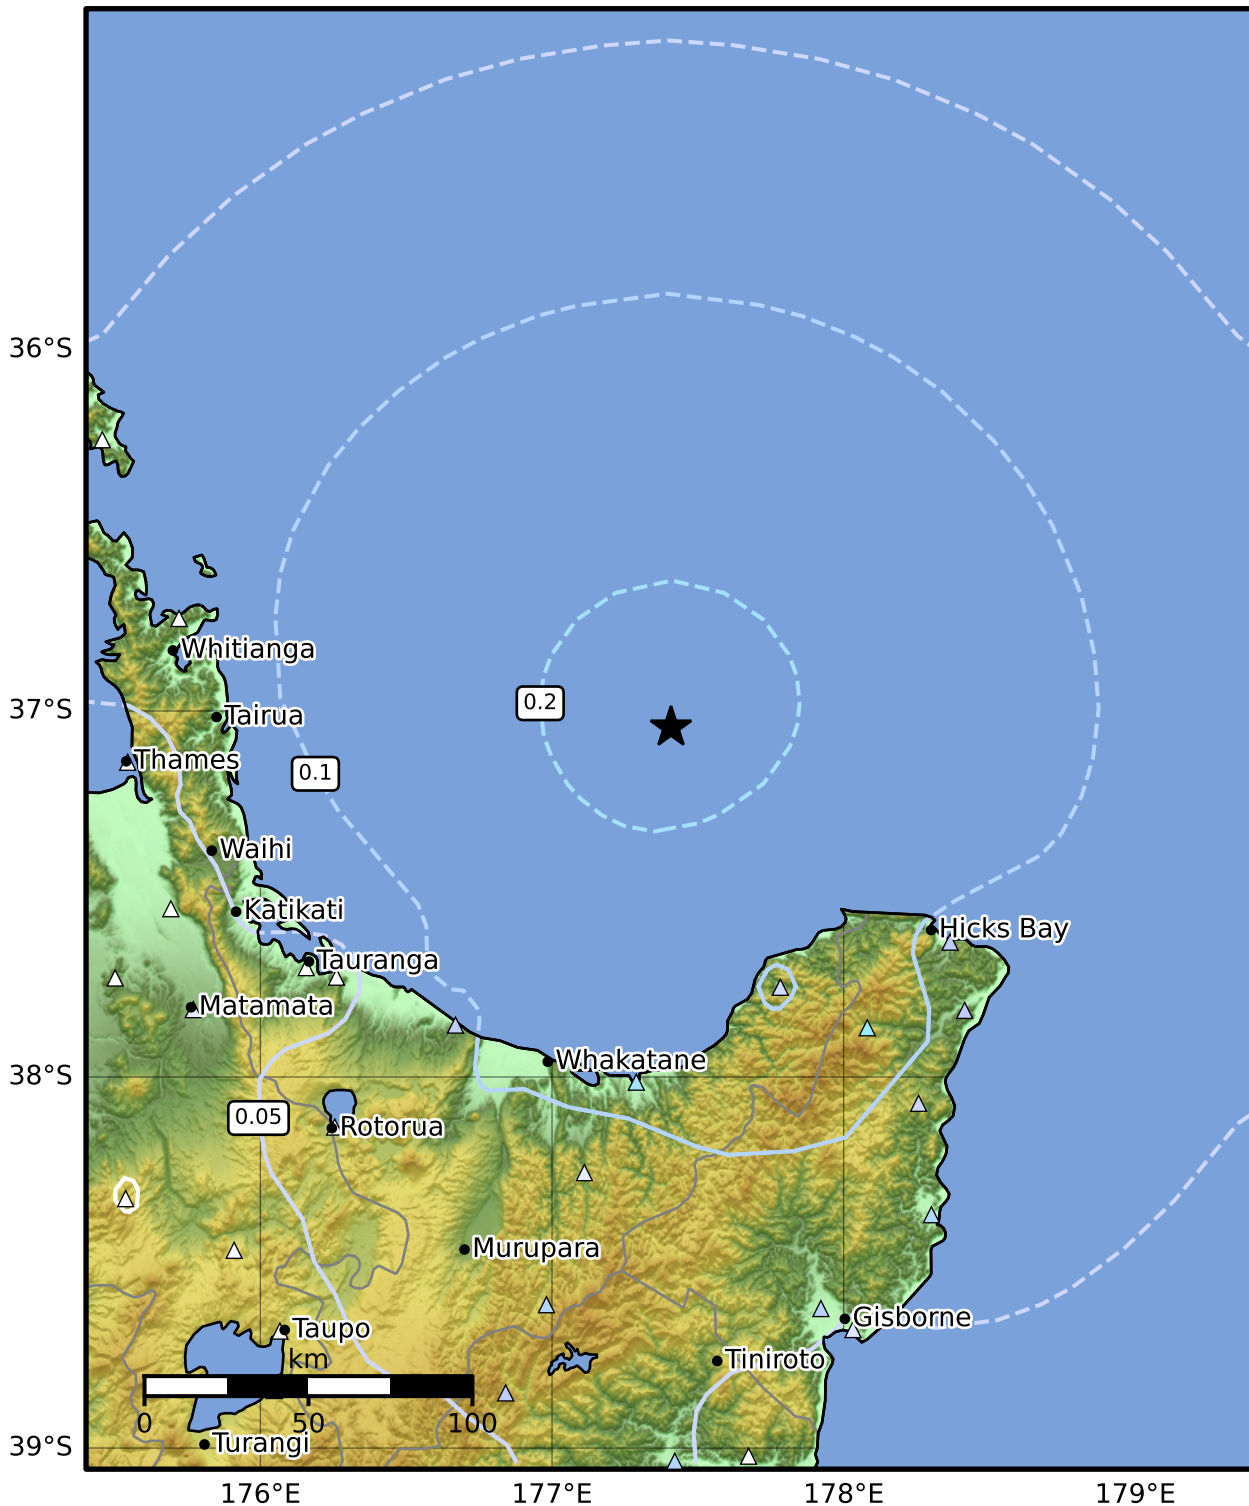 36°S
Whitianga
0.2
37°S
Tairua
Thames
0.1
Waihi
Katikati
Hicks Bay
Tauranga
Matamata
Whakatane
38°S
0.05
Rotorua
Murupara
Gisborne
Taupo
km
Tiniroto
0 50 100
Turangi
39°S
176°E 177°E 178°E 179°E